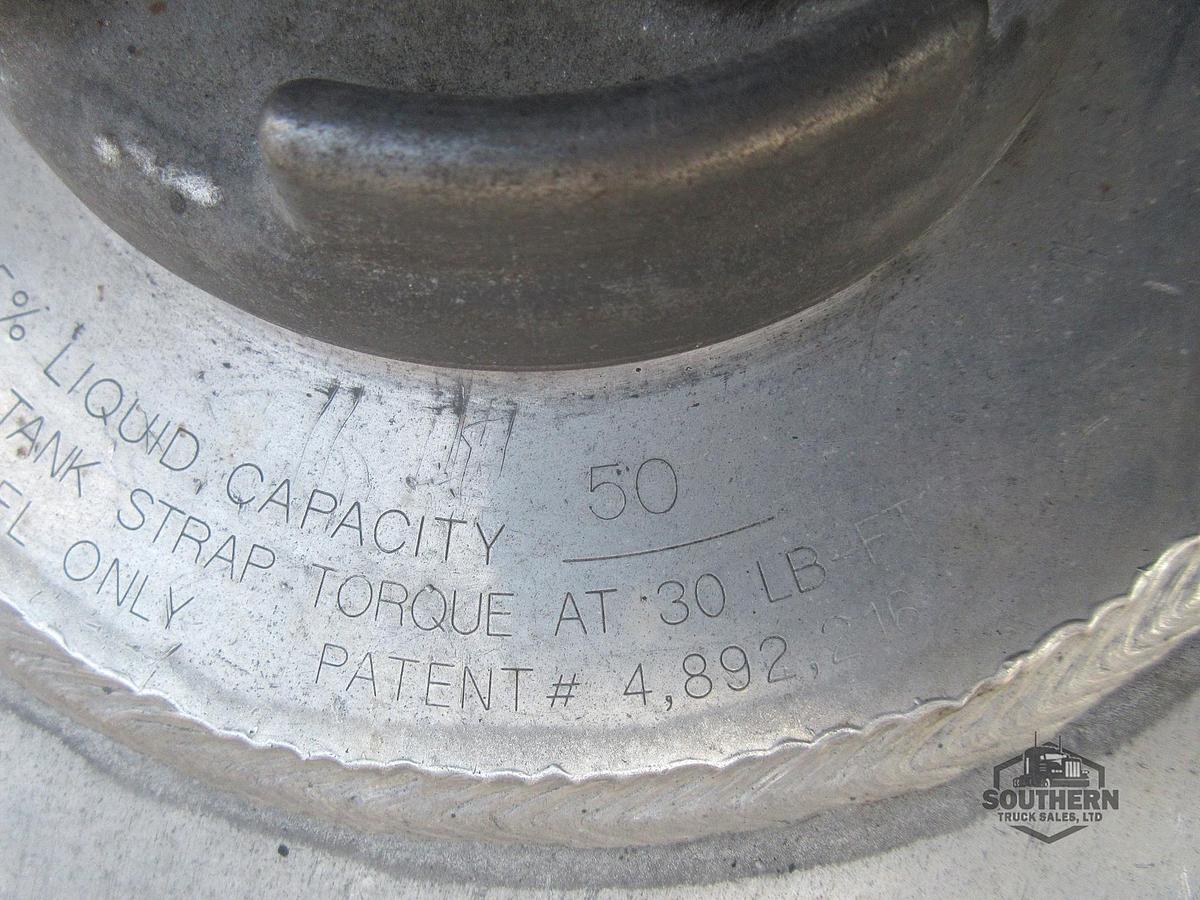 % LIQUID CAPACITY 50
TANK STRAP TORQUE AT 30 LB-FT
ONLY PATENT # 4,892,216
SOUTHERN
TRUCK SALES, LTD